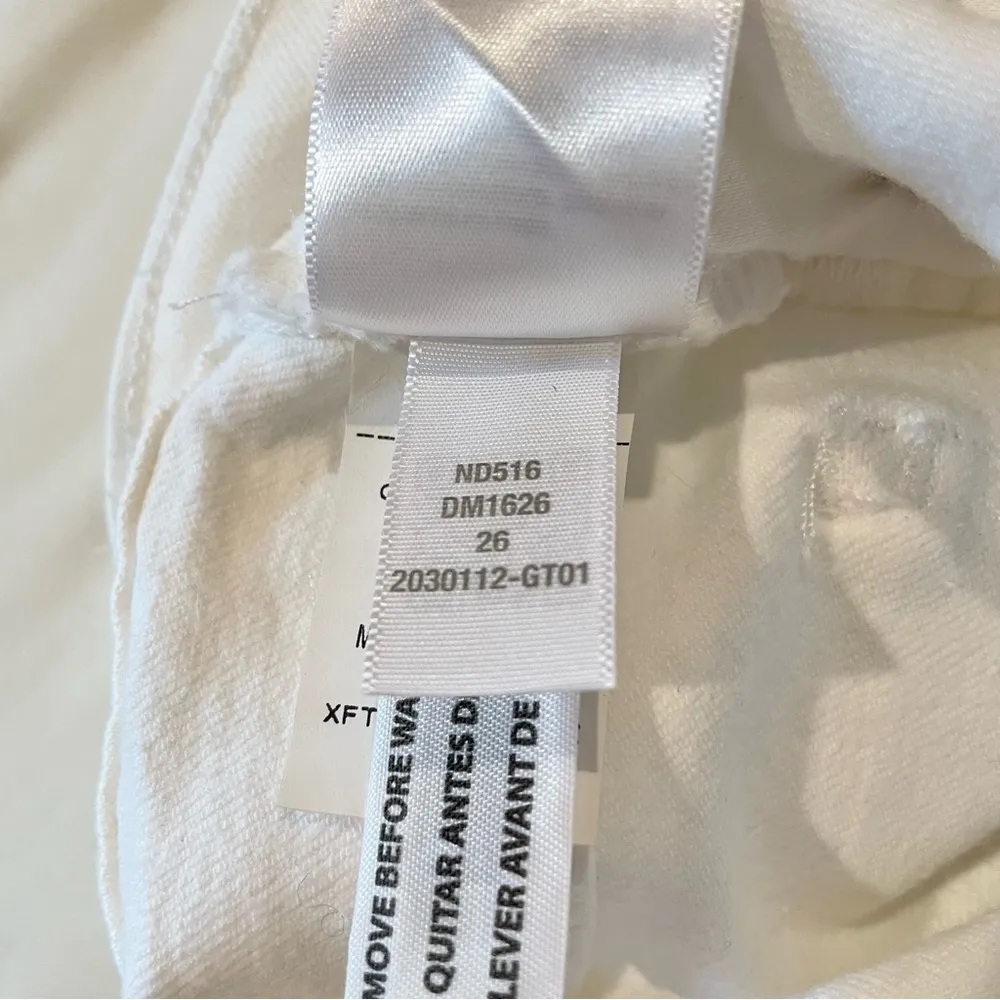 ND516
DM1626
26
2030112-GT01
XFT
MOVE BEFORE WA
QUITAR ANTES D
LEVER AVANT DE